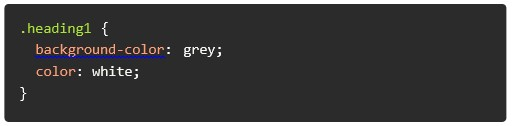 .heading1 {
  background-color: grey;
  color: white;
}